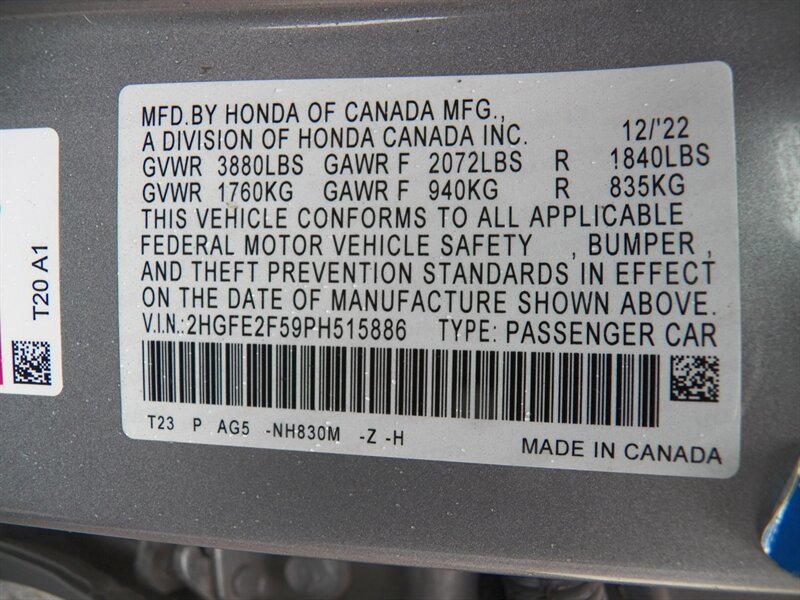 MFD.BY HONDA OF CANADA MFG.,
A DIVISION OF HONDA CANADA INC. 12/'22
GVWR 3880LBS GAWR F 2072LBS R 1840LBS
GVWR 1760KG GAWR F 940KG R 835KG
THIS VEHICLE CONFORMS TO ALL APPLICABLE
FEDERAL MOTOR VEHICLE SAFETY , BUMPER ,
AND THEFT PREVENTION STANDARDS IN EFFECT
ON THE DATE OF MANUFACTURE SHOWN ABOVE.
V.I.N.:2HGFE2F59PH515886 TYPE: PASSENGER CAR
T23 P AG5 -NH830M -Z -H
MADE IN CANADA
T20 A1